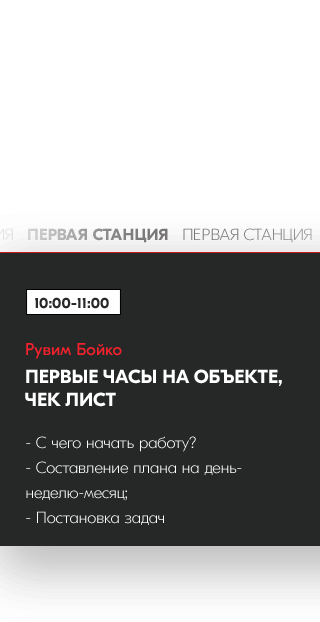 ИЯ ПЕРВАЯ СТАНЦИЯ ПЕРВАЯ СТАНЦИЯ
10:00-11:00
Рувим Бойко
ПЕРВЫЕ ЧАСЫ НА ОБЪЕКТЕ,
ЧЕК ЛИСТ
- С чего начать работу?
- Составление плана на день-
неделю-месяц;
- Постановка задач